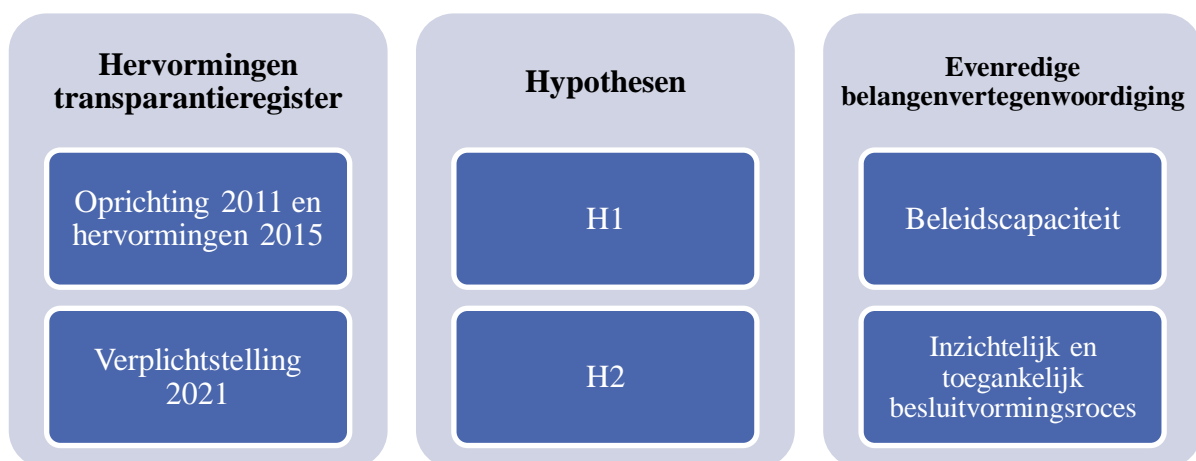 Hervormingen
transparantieregister
Oprichting 2011 en
hervormingen 2015
Verplichtstelling
2021
Hypothesen
H1
H2
Evenredige
belangenvertegenwoordiging
Beleidscapaciteit
Inzichtelijk en
toegankelijk
besluitvormingsroces